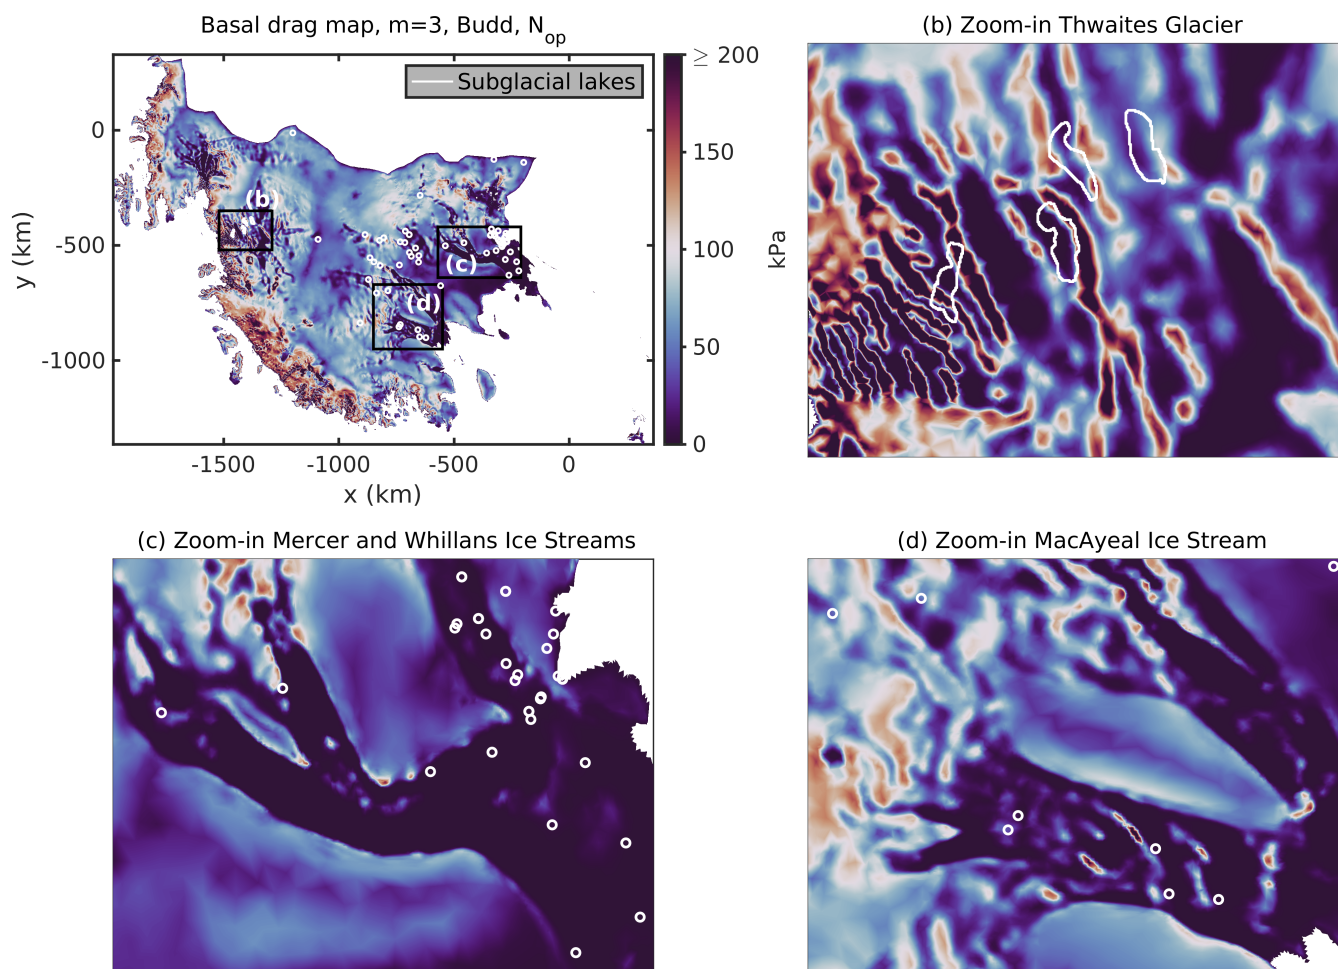 Basal drag map, m=3, Budd, N_op
Subglacial lakes
(b)
(c)
(d)
0
-500
-1000
y (km)
-1500
-1000
-500
0
x (km)
≥ 200
150
100
50
0
kPa
(b) Zoom-in Thwaites Glacier
(c) Zoom-in Mercer and Whillans Ice Streams
(d) Zoom-in MacAyeal Ice Stream